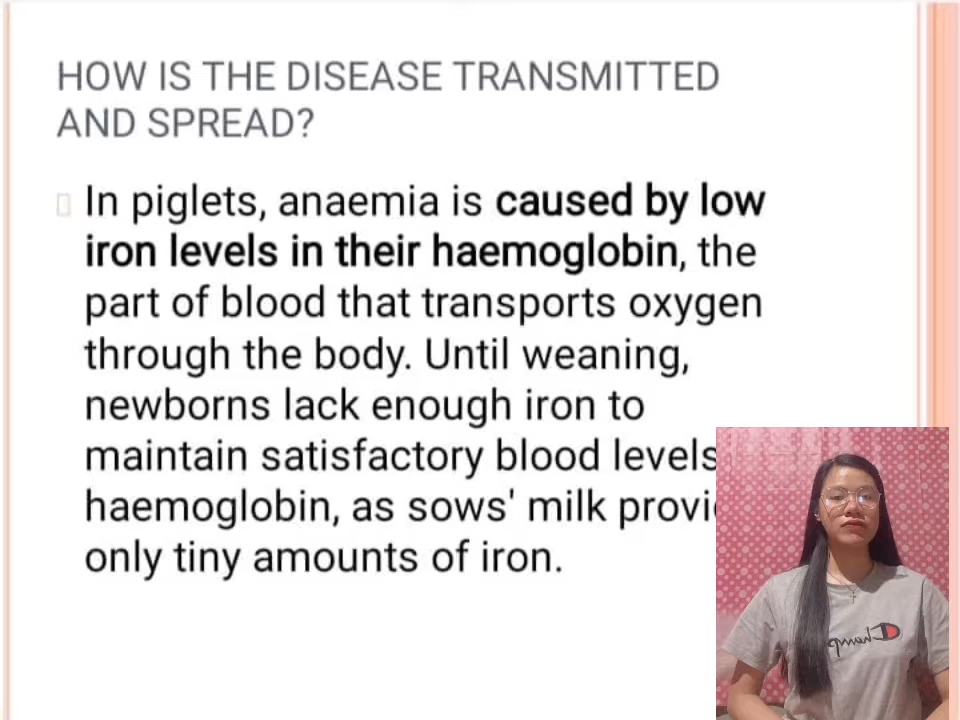 HOW IS THE DISEASE TRANSMITTED
AND SPREAD?
In piglets, anaemia is caused by low
iron levels in their haemoglobin, the
part of blood that transports oxygen
through the body. Until weaning,
newborns lack enough iron to
maintain satisfactory blood levels
haemoglobin, as sows' milk
only tiny amounts of iron.